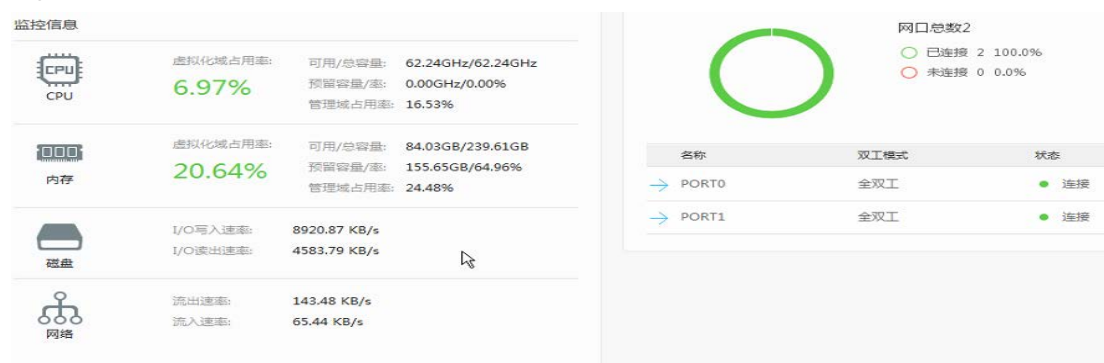 监控信息
CPU
CPU
虚拟化域占用率:
6.97%
可用/总容量: 62.24GHz/62.24GHz
预留容量/率: 0.00GHz/0.00%
管理域占用率: 16.53%
内存
虚拟化域占用率:
20.64%
可用/总容量: 84.03GB/239.61GB
预留容量/率: 155.65GB/64.96%
管理域占用率: 24.48%
磁盘
I/O写入速率: 8920.87 KB/s
I/O读出速率: 4583.79 KB/s
网络
流出速率: 143.48 KB/s
流入速率: 65.44 KB/s
网口总数2
已连接 2 100.0%
未连接 0 0.0%
名称 双工模式 状态
PORT0 全双工 连接
PORT1 全双工 连接